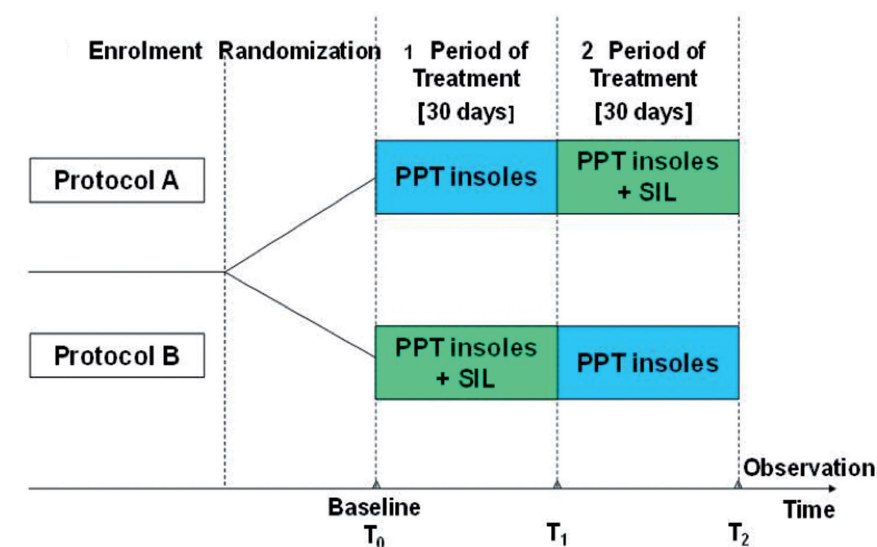 Enrolment Randomization 1 Period of 2 Period of
Treatment Treatment
[30 days] [30 days]
Protocol A
PPT insoles
PPT insoles
+ SIL
Protocol B
PPT insoles
+ SIL
PPT insoles
Observation
Baseline
Time
T0 T1 T2